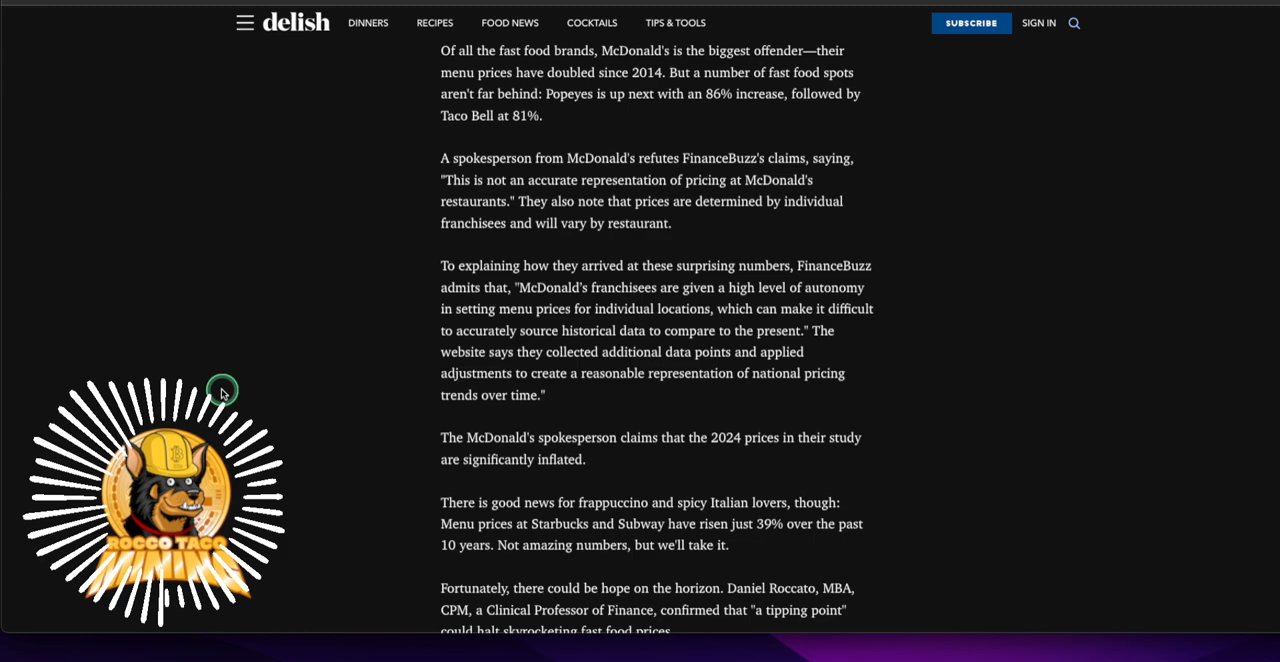 delish DINNERS RECIPES FOOD NEWS COCKTAILS TIPS & TOOLS SUBSCRIBE SIGN IN
Of all the fast food brands, McDonald's is the biggest offender—their
menu prices have doubled since 2014. But a number of fast food spots
aren't far behind: Popeyes is up next with an 86% increase, followed by
Taco Bell at 81%.
A spokesperson from McDonald's refutes FinanceBuzz's claims, saying,
"This is not an accurate representation of pricing at McDonald's
restaurants." They also note that prices are determined by individual
franchisees and will vary by restaurant.
To explaining how they arrived at these surprising numbers, FinanceBuzz
admits that, "McDonald's franchisees are given a high level of autonomy
in setting menu prices for individual locations, which can make it difficult
to accurately source historical data to compare to the present." The
website says they collected additional data points and applied
adjustments to create a reasonable representation of national pricing
trends over time."
The McDonald's spokesperson claims that the 2024 prices in their study
are significantly inflated.
There is good news for frappuccino and spicy Italian lovers, though:
Menu prices at Starbucks and Subway have risen just 39% over the past
10 years. Not amazing numbers, but we'll take it.
Fortunately, there could be hope on the horizon. Daniel Roccato, MBA,
CPM, a Clinical Professor of Finance, confirmed that "a tipping point"
could halt skyrocketing fast food prices.
ROCCO TACO